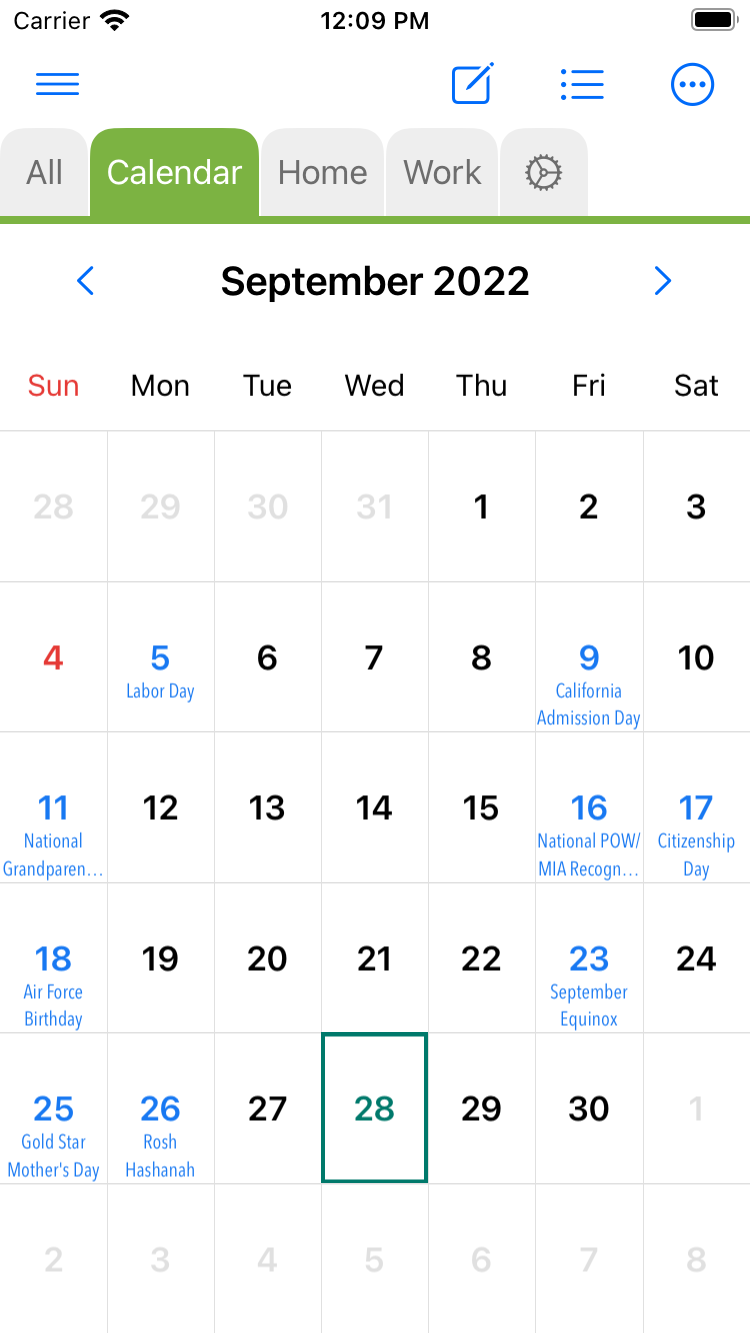 Carrier 12:09 PM
All Calendar Home Work
September 2022
Sun Mon Tue Wed Thu Fri Sat
28 29 30 31 1 2 3
4 5 6 7 8 9 10
Labor Day California
Admission Day
11 12 13 14 15 16 17
National National POW/ Citizenship
Grandparen... MIA Recogn... Day
18 19 20 21 22 23 24
Air Force September
Birthday Equinox
25 26 27 28 29 30 1
Gold Star Rosh
Mother's Day Hashanah
2 3 4 5 6 7 8